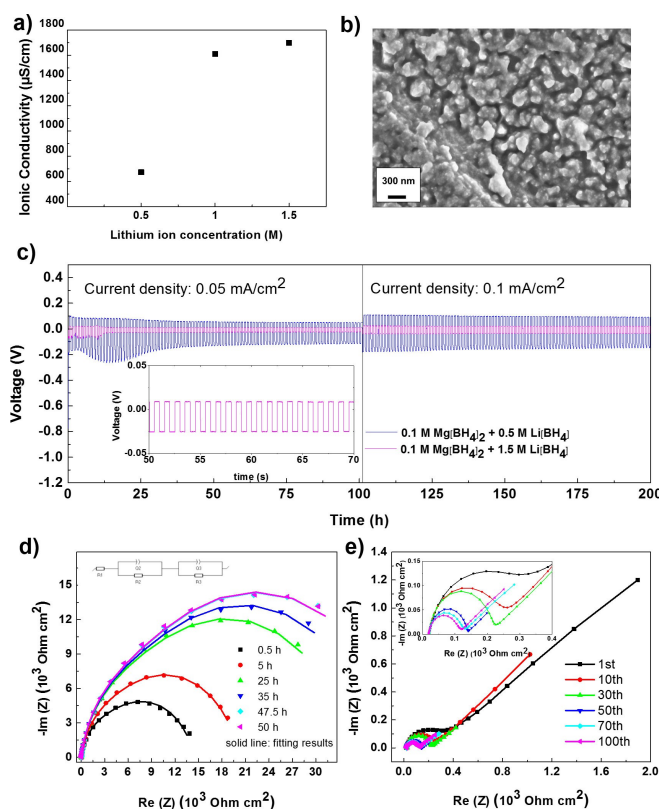 a)
Ionic Conductivity (µS/cm)
1800
1600
1400
1200
1000
800
600
400
0.5
1
1.5
Lithium ion concentration (M)
b)
300 nm
c)
Voltage (V)
0.4
0.2
0.0
-0.2
-0.4
-0.6
-0.8
-1.0
-1.2
Current density: 0.05 mA/cm2
Current density: 0.1 mA/cm2
Voltage (V)
0.05
0.00
-0.05
50
55
60
65
70
time (s)
0.1 M Mg[BH4]2 + 0.5 M Li[BH4]
0.1 M Mg[BH4]2 + 1.5 M Li[BH4]
0
25
50
75
100
125
150
175
200
Time (h)
d)
-Im (Z) (10³ Ohm cm²)
15
12
9
6
3
0
R1
Q2
R2
Q3
R3
0.5 h
5 h
25 h
35 h
47.5 h
50 h
solid line: fitting results
0
3
6
9
12
15
18
21
24
27
30
Re (Z) (10³ Ohm cm²)
e)
-Im (Z) (10³ Ohm cm²)
1.4
1.2
1.0
0.8
0.6
0.4
0.2
0.0
-Im (Z) (10³ Ohm cm²)
0.15
0.10
0.05
0.00
0.0
0.1
0.2
0.3
0.4
Re (Z) (10³ Ohm cm²)
1st
10th
30th
50th
70th
100th
0.0
0.4
0.8
1.2
1.6
2.0
Re (Z) (10³ Ohm cm²)